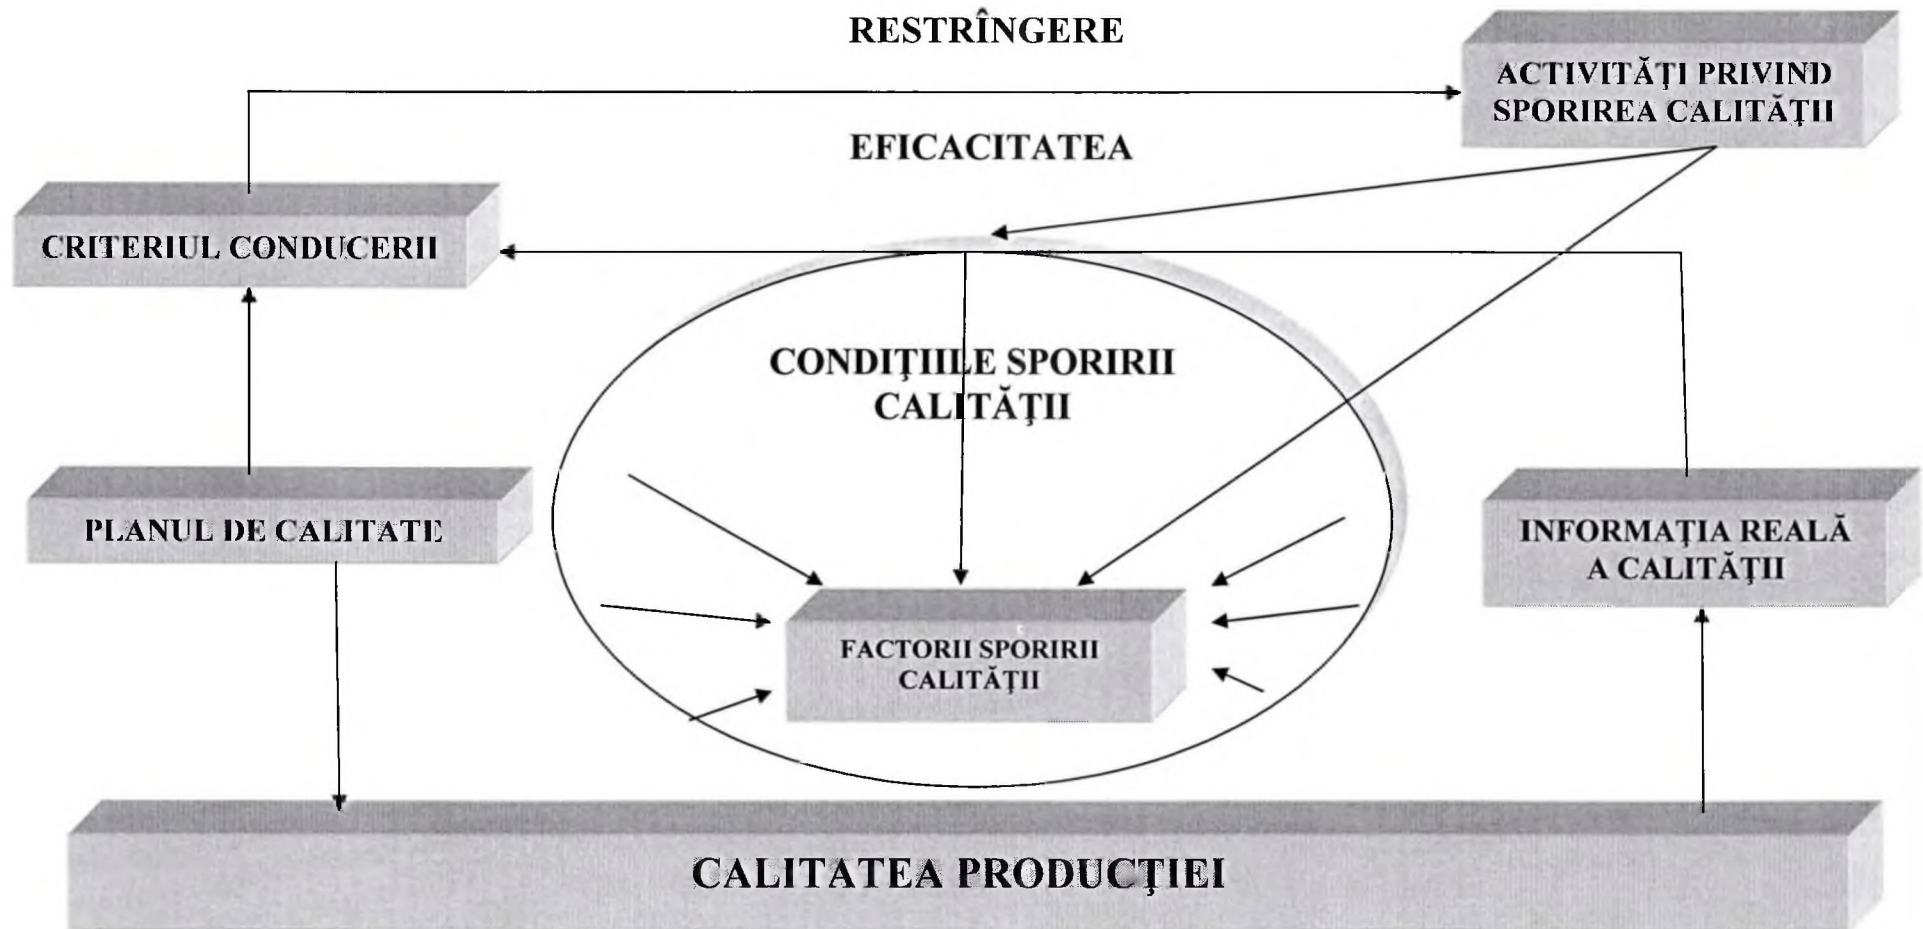 RESTRÎNGERE
ACTIVITĂŢI PRIVIND
SPORIREA CALITĂŢII
EFICACITATEA
CRITERIUL CONDUCERII
CONDIŢIILE SPORIRII
CALITĂŢII
PLANUL DE CALITATE
INFORMAŢIA REALĂ
A CALITĂŢII
FACTORII SPORIRII
CALITĂŢII
CALITATEA PRODUCŢIEI